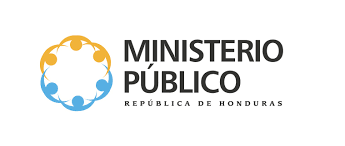 MINISTERIO
PÚBLICO
REPÚBLICA DE HONDURAS